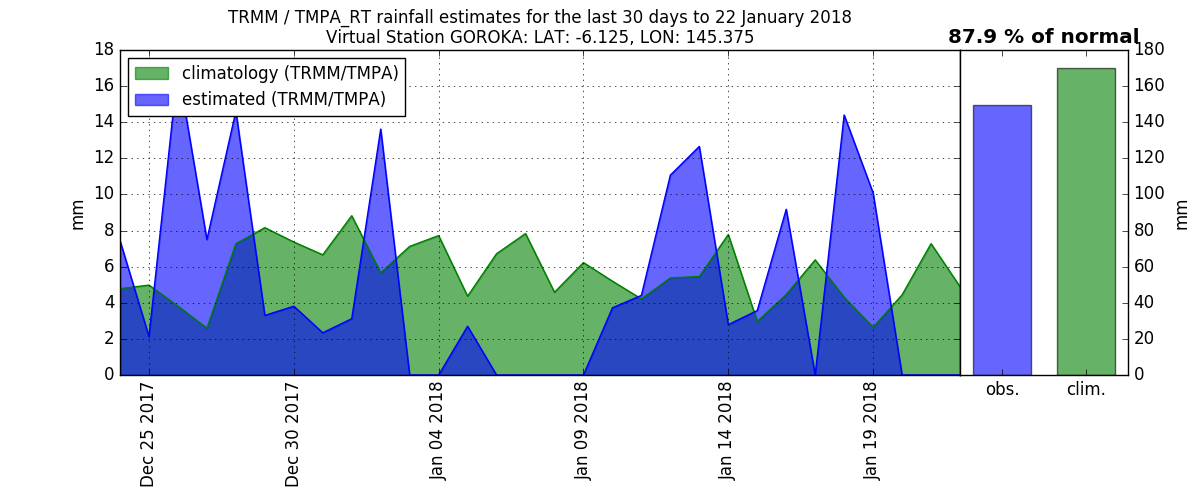 TRMM / TMPA_RT rainfall estimates for the last 30 days to 22 January 2018
Virtual Station GOROKA: LAT: -6.125, LON: 145.375
87.9 % of normal
climatology (TRMM/TMPA)
estimated (TRMM/TMPA)
mm
18
16
14
12
10
8
6
4
2
0
Dec 25 2017
Dec 30 2017
Jan 04 2018
Jan 09 2018
Jan 14 2018
Jan 19 2018
obs.
clim.
180
160
140
120
100
80
60
40
20
0
mm